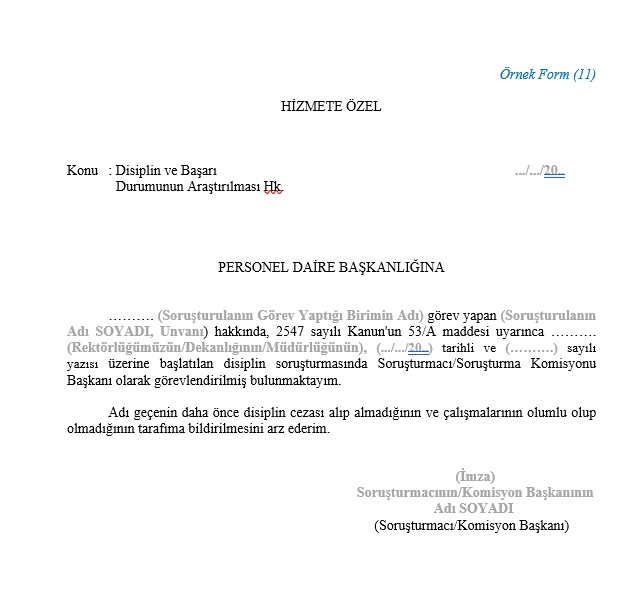 Örnek Form (11)
HİZMETE ÖZEL
Konu : Disiplin ve Başarı
.../.../20..
Durumunun Araştırılması Hk.
PERSONEL DAİRE BAŞKANLIĞINA
………. (Soruşturulanın Görev Yaptığı Birimin Adı) görev yapan (Soruşturulanın
Adı SOYADI, Unvanı) hakkında, 2547 sayılı Kanun'un 53/A maddesi uyarınca ……….
(Rektörlüğümüzün/Dekanlığının/Müdürlüğünün), (.../.../20..) tarihli ve (……….) sayılı
yazısı üzerine başlatılan disiplin soruşturmasında Soruşturmacı/Soruşturma Komisyonu
Başkanı olarak görevlendirilmiş bulunmaktayım.
Adı geçenin daha önce disiplin cezası alıp almadığının ve çalışmalarının olumlu olup
olmadığının tarafıma bildirilmesini arz ederim.
(İmza)
Soruşturmacının/Komisyon Başkanının
Adı SOYADI
(Soruşturmacı/Komisyon Başkanı)